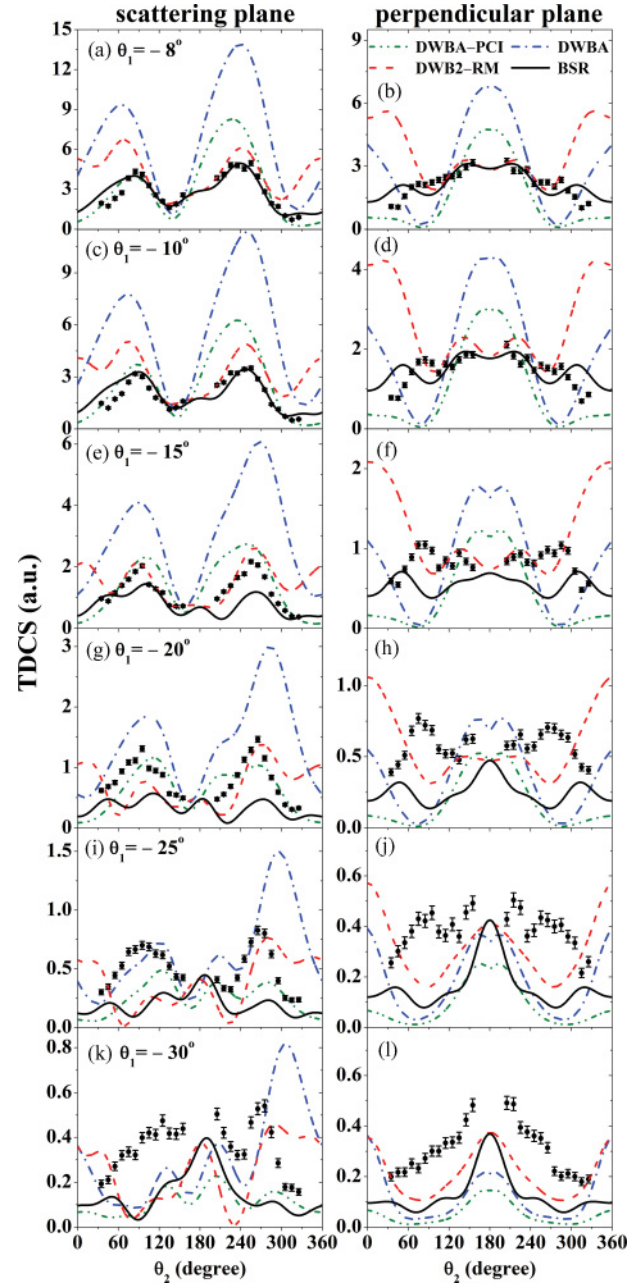 scattering plane perpendicular plane
15
12
9
6
3
0
(a) θ₁ = – 8°
9
6
3
0
DWBA–PCI DWBA
DWB2–RM BSR
(b)
9
6
3
0
(c) θ₁ = – 10°
4
2
0
(d)
6
4
2
0
(e) θ₁ = – 15°
2
1
0
(f)
TDCS (a.u.)
3
2
1
0
(g) θ₁ = – 20°
1.0
0.5
0.0
(h)
1.5
1.0
0.5
0.0
(i) θ₁ = – 25°
0.6
0.4
0.2
0.0
(j)
0.8
0.6
0.4
0.2
0.0
(k) θ₁ = – 30°
0.6
0.4
0.2
0.0
(l)
0 60 120 180 240 300 360
0 60 120 180 240 300 360
θ₂ (degree) θ₂ (degree)